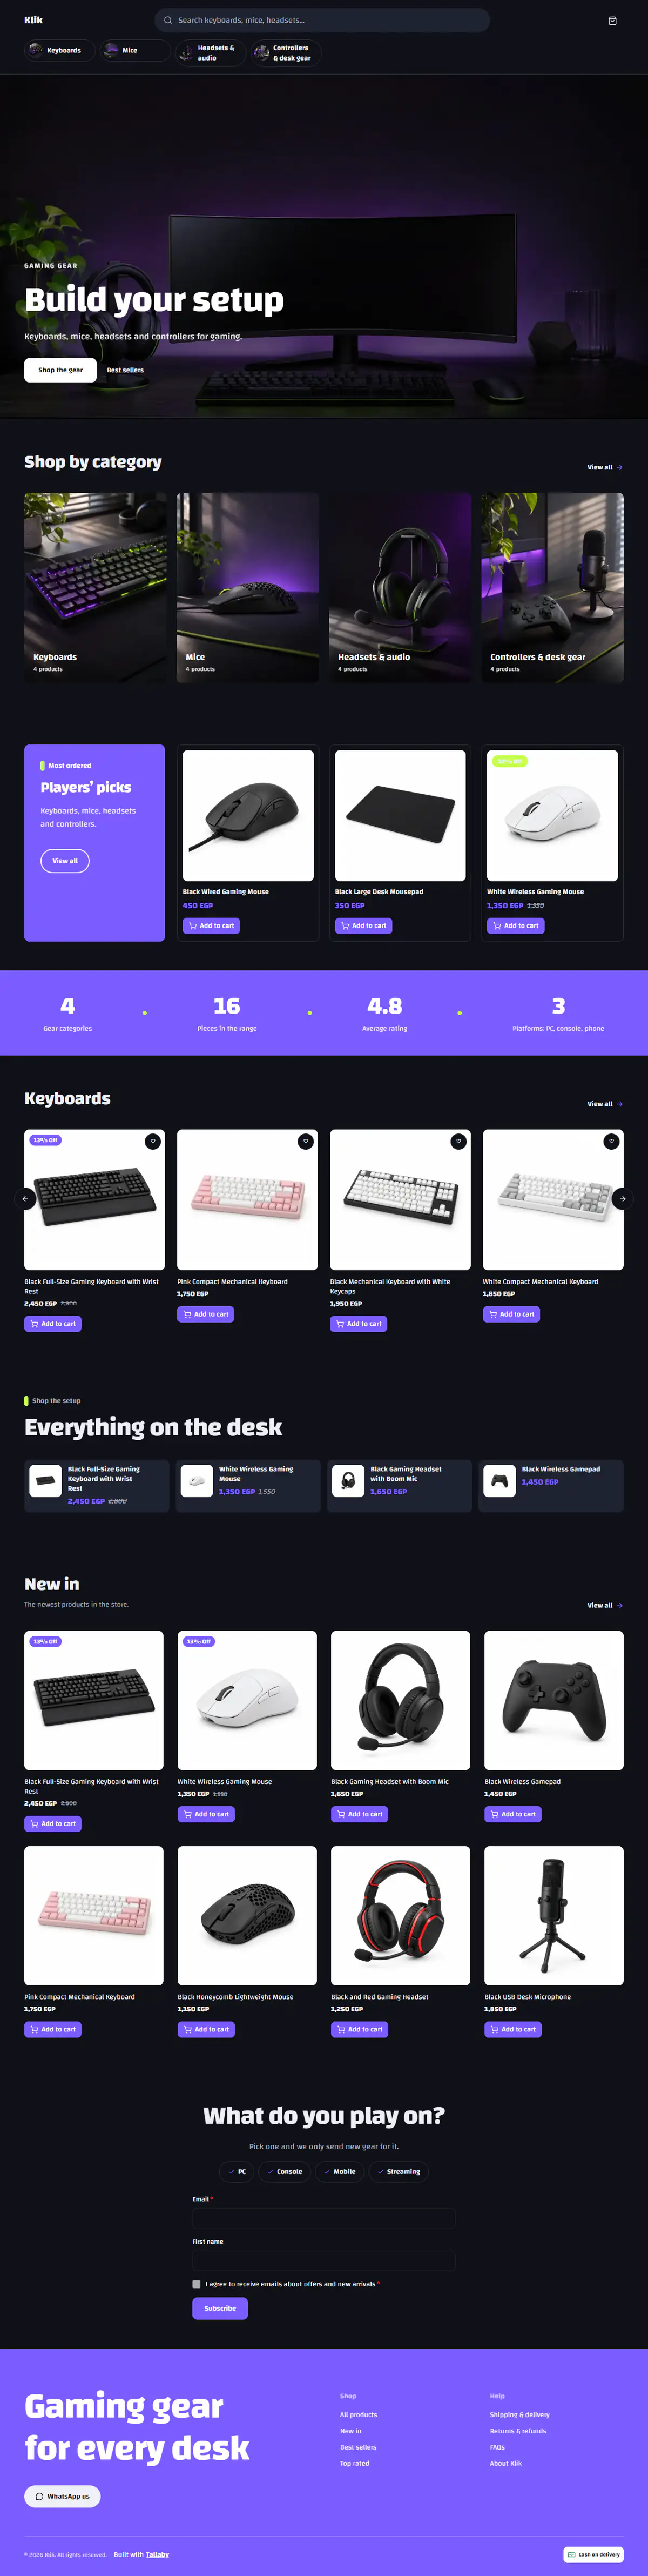 Klik
Search keyboards, mice, headsets...
Keyboards
Mice
Headsets &
audio
Controllers
& desk gear
GAMING GEAR
Build your setup
Keyboards, mice, headsets and controllers for gaming.
Shop the gear
Best sellers
Shop by category
View all
Keyboards
4 products
Mice
4 products
Headsets & audio
4 products
Controllers & desk gear
4 products
Most ordered
Players' picks
Keyboards, mice, headsets
and controllers.
View all
Black Wired Gaming Mouse
450 EGP
Add to cart
Black Large Desk Mousepad
350 EGP
Add to cart
13% Off
White Wireless Gaming Mouse
1,350 EGP 1,550
Add to cart
4
Gear categories
16
Pieces in the range
4.8
Average rating
3
Platforms: PC, console, phone
Keyboards
View all
13% Off
Black Full-Size Gaming Keyboard with Wrist
Rest
2,450 EGP 2,800
Add to cart
Pink Compact Mechanical Keyboard
1,750 EGP
Add to cart
Black Mechanical Keyboard with White
Keycaps
1,950 EGP
Add to cart
White Compact Mechanical Keyboard
1,850 EGP
Add to cart
Shop the setup
Everything on the desk
Black Full-Size Gaming
Keyboard with Wrist
Rest
2,450 EGP 2,800
White Wireless Gaming
Mouse
1,350 EGP 1,550
Black Gaming Headset
with Boom Mic
1,650 EGP
Black Wireless Gamepad
1,450 EGP
New in
The newest products in the store.
View all
13% Off
Black Full-Size Gaming Keyboard with Wrist
Rest
2,450 EGP 2,800
Add to cart
13% Off
White Wireless Gaming Mouse
1,350 EGP 1,550
Add to cart
Black Gaming Headset with Boom Mic
1,650 EGP
Add to cart
Black Wireless Gamepad
1,450 EGP
Add to cart
Pink Compact Mechanical Keyboard
1,750 EGP
Add to cart
Black Honeycomb Lightweight Mouse
1,150 EGP
Add to cart
Black and Red Gaming Headset
1,250 EGP
Add to cart
Black USB Desk Microphone
1,850 EGP
Add to cart
What do you play on?
Pick one and we only send new gear for it.
PC
Console
Mobile
Streaming
Email *
First name
I agree to receive emails about offers and new arrivals *
Subscribe
Gaming gear
for every desk
WhatsApp us
Shop
All products
New in
Best sellers
Top rated
Help
Shipping & delivery
Returns & refunds
FAQs
About Klik
© 2026 Klik. All rights reserved.
Built with Tallaby
Cash on delivery